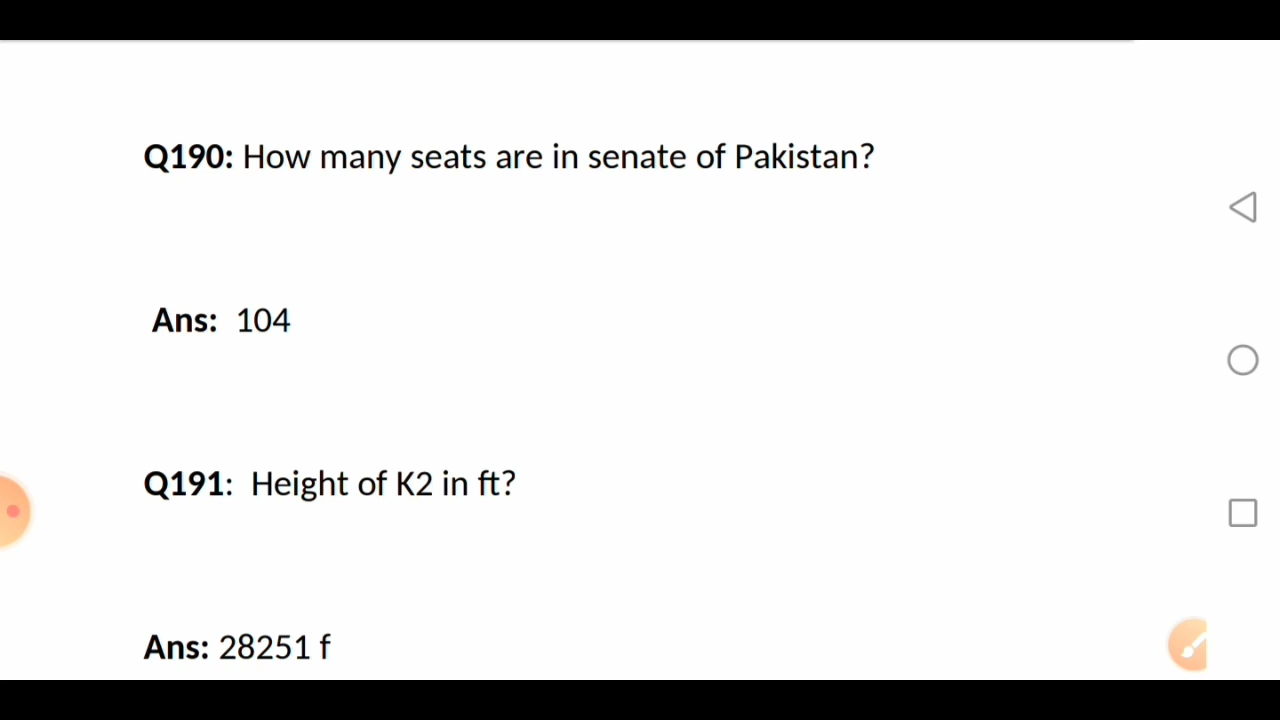 Q190: How many seats are in senate of Pakistan?
Ans: 104
Q191: Height of K2 in ft?
Ans: 28251 f